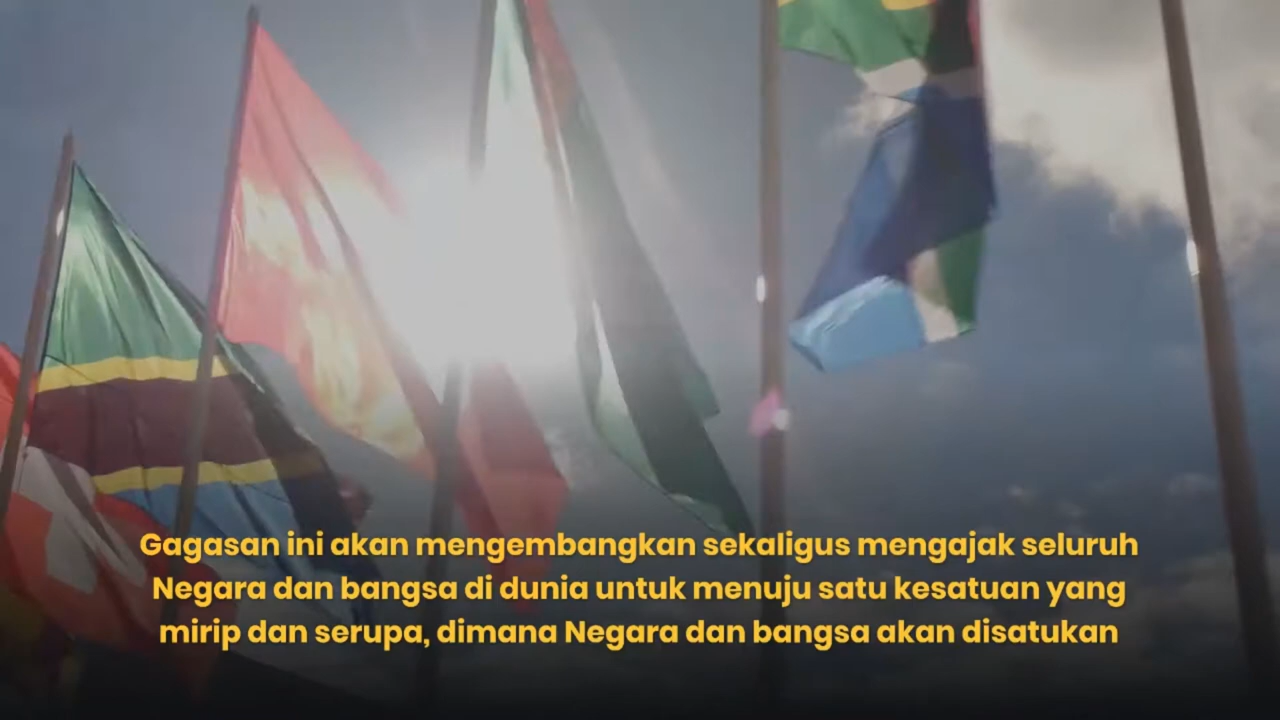 Gagasan ini akan mengembangkan sekaligus mengajak seluruh
Negara dan bangsa di dunia untuk menuju satu kesatuan yang
mirip dan serupa, dimana Negara dan bangsa akan disatukan